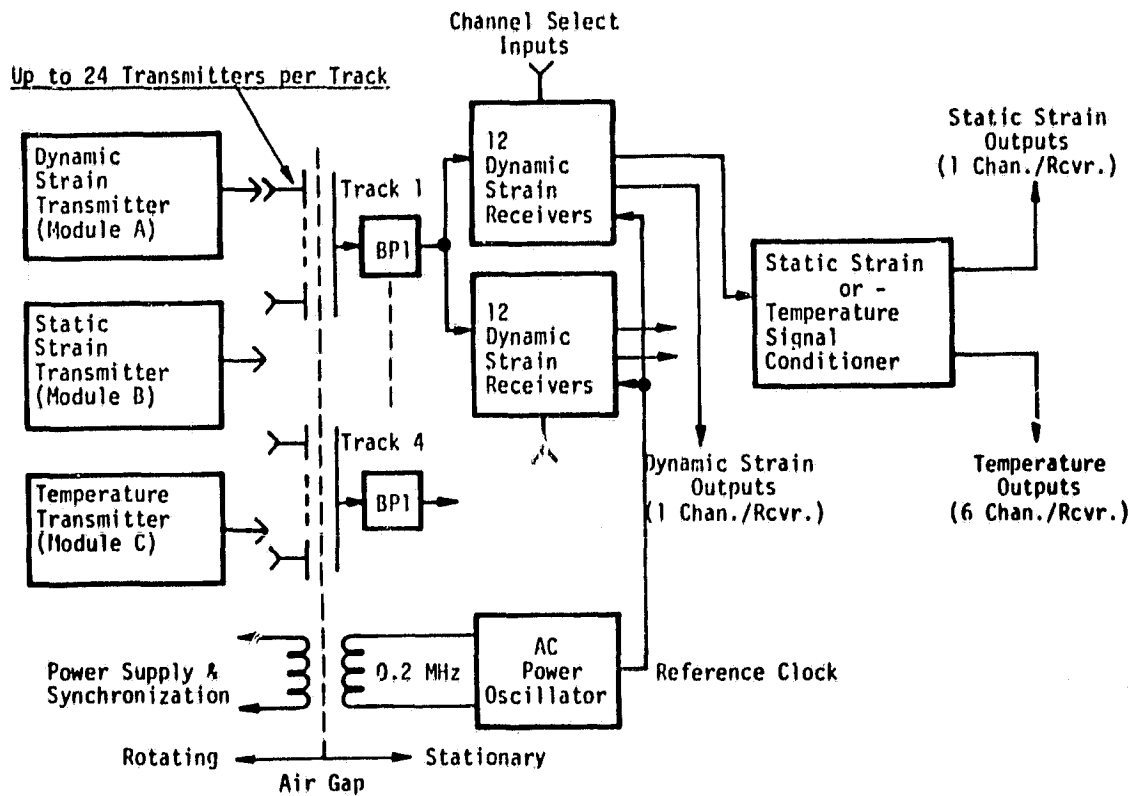 Channel Select
Inputs
Up to 24 Transmitters per Track
Dynamic
Strain
Transmitter
(Module A)
Track 1
BP1
12
Dynamic
Strain
Receivers
Static Strain
Outputs
(1 Chan./Rcvr.)
Static Strain
or -
Temperature
Signal
Conditioner
Static
Strain
Transmitter
(Module B)
12
Dynamic
Strain
Receivers
Track 4
BP1
Temperature
Transmitter
(Module C)
Dynamic Strain
Outputs
(1 Chan./Rcvr.)
Temperature
Outputs
(6 Chan./Rcvr.)
Power Supply &
Synchronization
0.2 MHz
AC
Power
Oscillator
Reference Clock
Rotating
Stationary
Air Gap